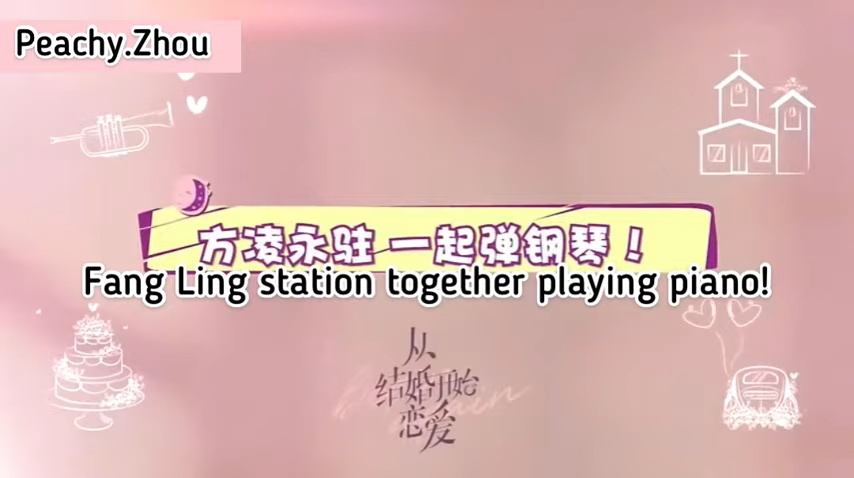 Peachy.Zhou
方凌永驻 一起弹钢琴！
Fang Ling station together playing piano!
从
结婚开始
恋爱